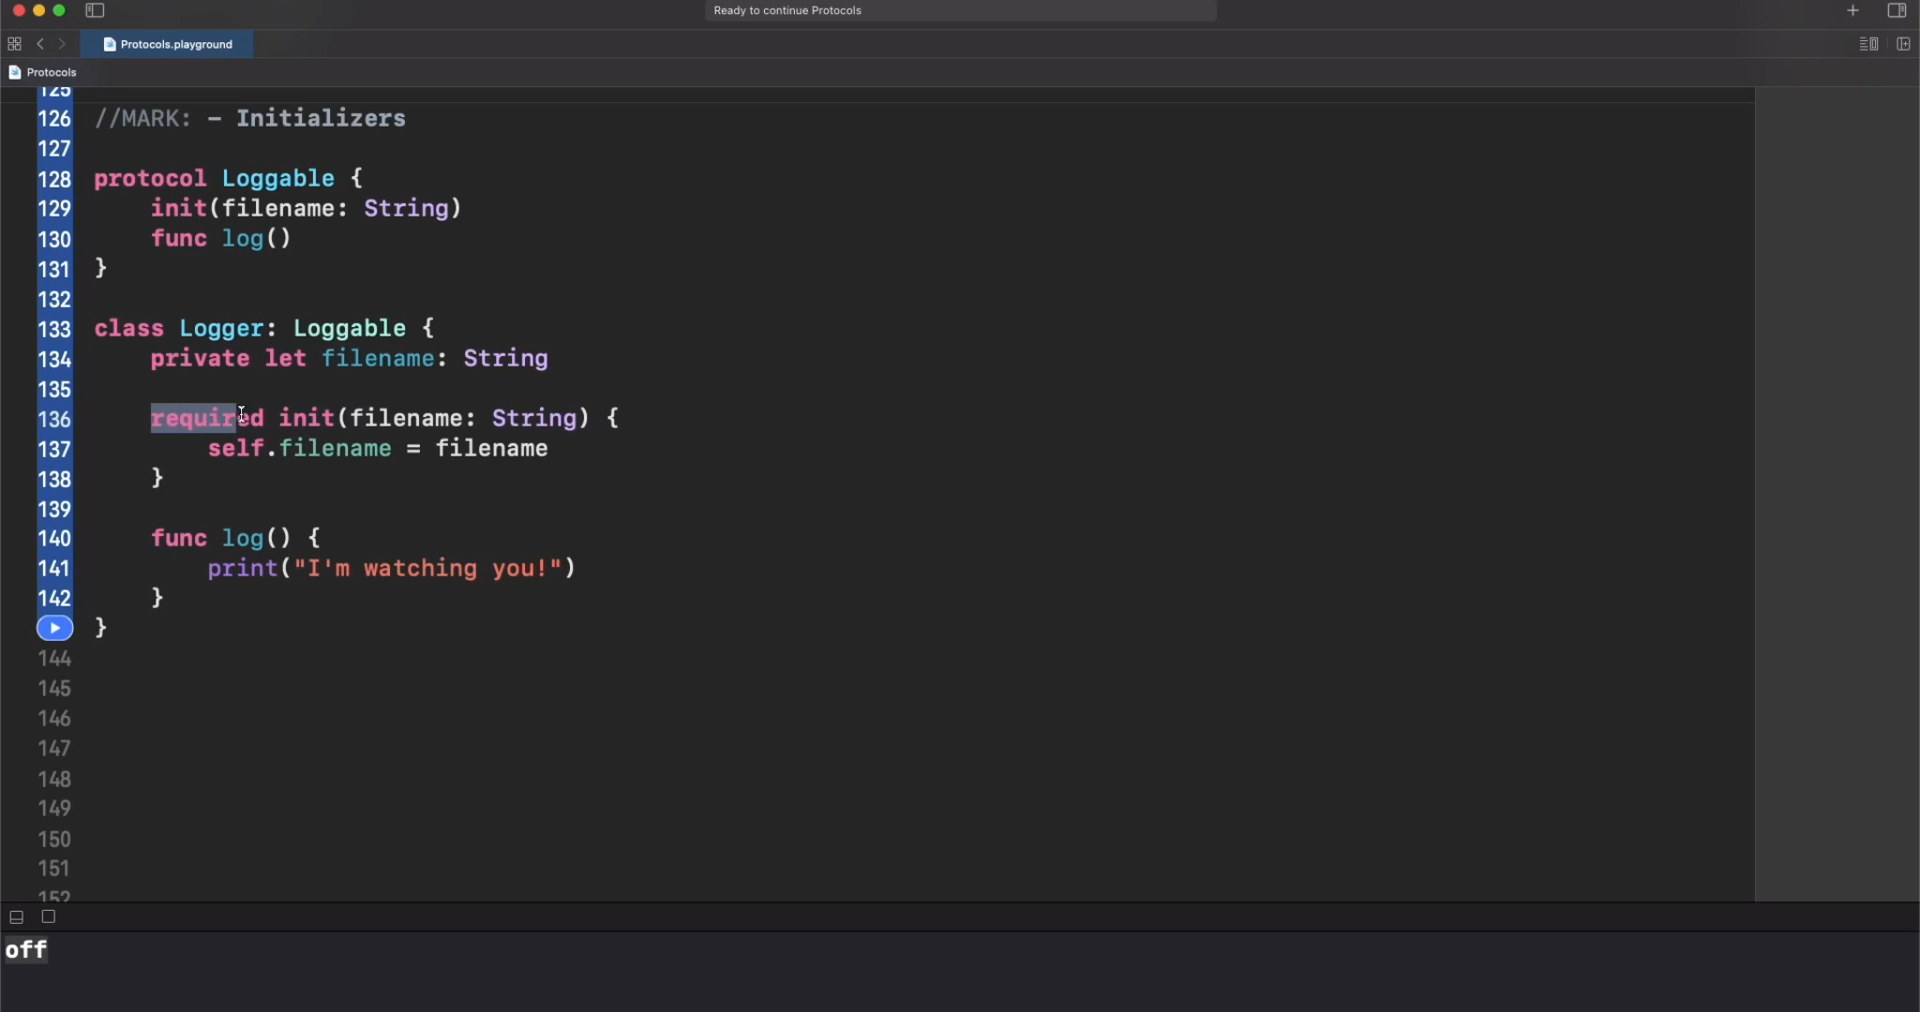 Ready to continue Protocols
Protocols.playground
Protocols
125
126 //MARK: - Initializers
127
128 protocol Loggable {
129     init(filename: String)
130     func log()
131 }
132
133 class Logger: Loggable {
134     private let filename: String
135
136     required init(filename: String) {
137         self.filename = filename
138     }
139
140     func log() {
141         print("I'm watching you!")
142     }
}
144
145
146
147
148
149
150
151
152
off